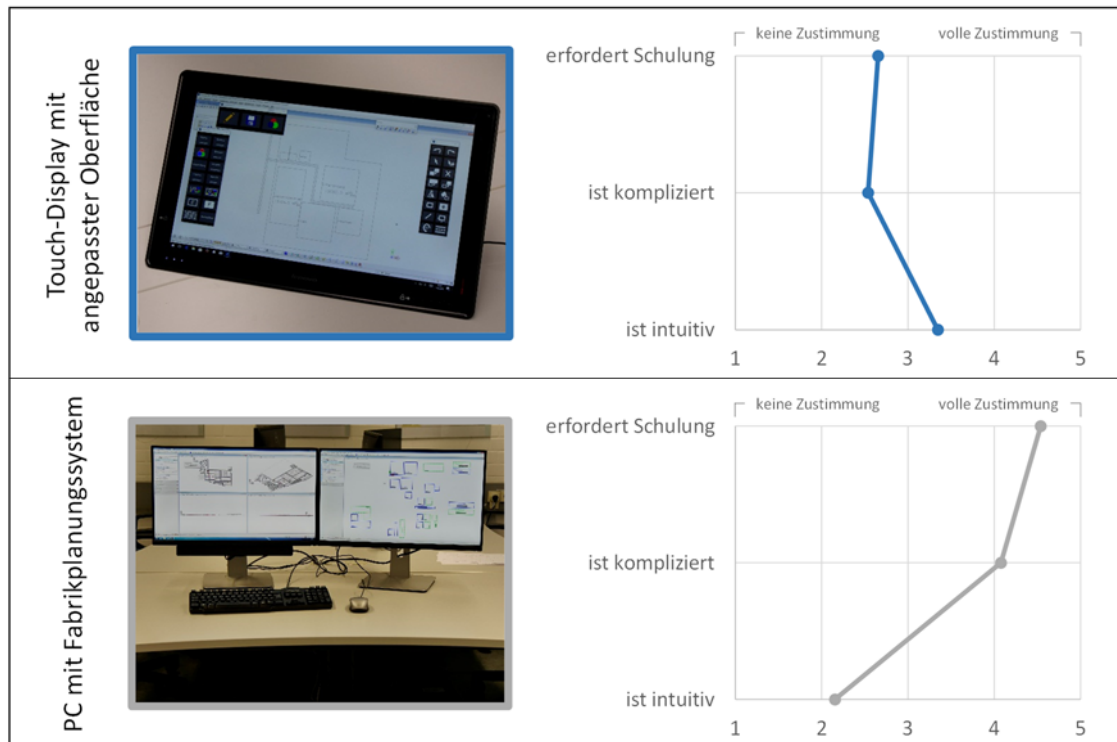 Touch-Display mit
angepasster Oberfläche
keine Zustimmung volle Zustimmung
erfordert Schulung
ist kompliziert
ist intuitiv
1 2 3 4 5
PC mit Fabrikplanungssystem
keine Zustimmung volle Zustimmung
erfordert Schulung
ist kompliziert
ist intuitiv
1 2 3 4 5